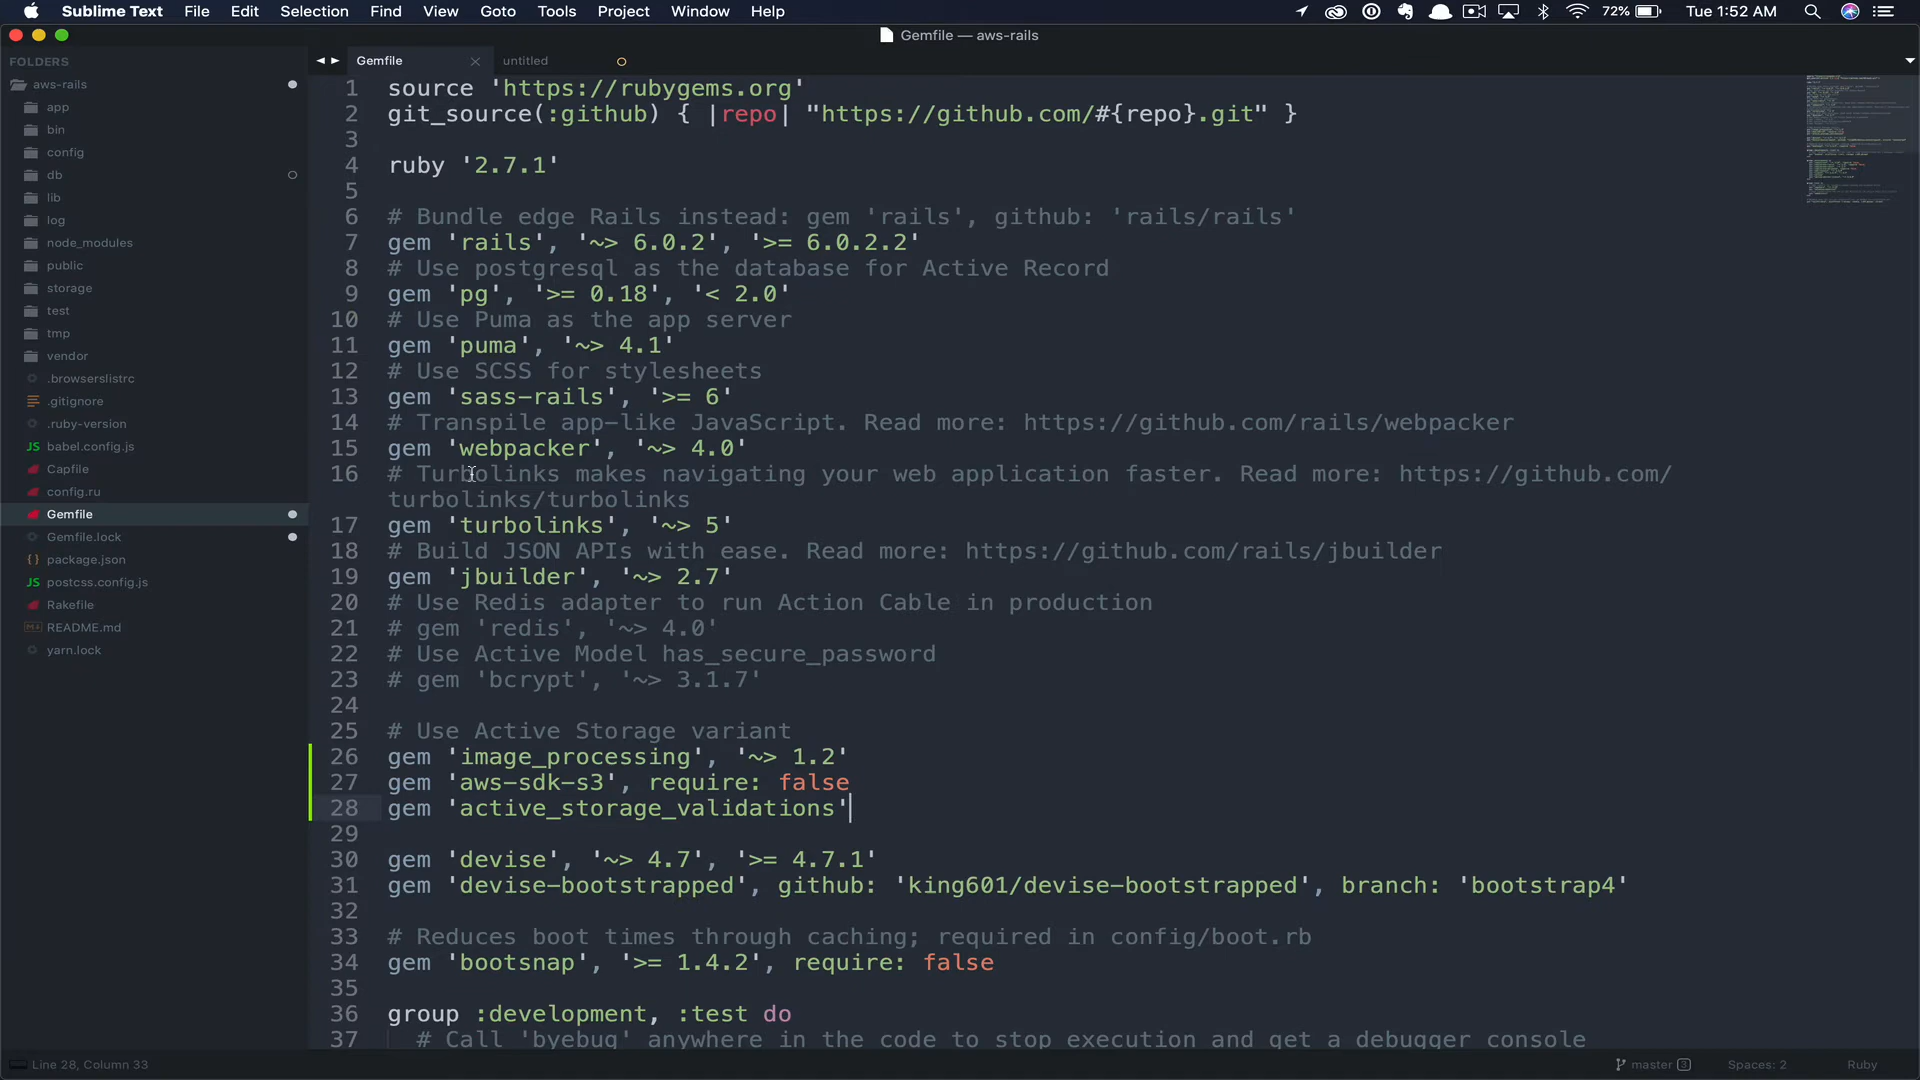 Sublime Text File Edit Selection Find View Goto Tools Project Window Help 72% Tue 1:52 AM
Gemfile — aws-rails
FOLDERS
aws-rails
app
bin
config
db
lib
log
node_modules
public
storage
test
tmp
vendor
.browserslistrc
.gitignore
.ruby-version
JS babel.config.js
Capfile
config.ru
Gemfile
Gemfile.lock
{} package.json
JS postcss.config.js
Rakefile
README.md
yarn.lock
Gemfile untitled
1 source 'https://rubygems.org'
2 git_source(:github) { |repo| "https://github.com/#{repo}.git" }
3
4 ruby '2.7.1'
5
6 # Bundle edge Rails instead: gem 'rails', github: 'rails/rails'
7 gem 'rails', '~> 6.0.2', '>= 6.0.2.2'
8 # Use postgresql as the database for Active Record
9 gem 'pg', '>= 0.18', '< 2.0'
10 # Use Puma as the app server
11 gem 'puma', '~> 4.1'
12 # Use SCSS for stylesheets
13 gem 'sass-rails', '>= 6'
14 # Transpile app-like JavaScript. Read more: https://github.com/rails/webpacker
15 gem 'webpacker', '~> 4.0'
16 # Turbolinks makes navigating your web application faster. Read more: https://github.com/
turbolinks/turbolinks
17 gem 'turbolinks', '~> 5'
18 # Build JSON APIs with ease. Read more: https://github.com/rails/jbuilder
19 gem 'jbuilder', '~> 2.7'
20 # Use Redis adapter to run Action Cable in production
21 # gem 'redis', '~> 4.0'
22 # Use Active Model has_secure_password
23 # gem 'bcrypt', '~> 3.1.7'
24
25 # Use Active Storage variant
26 gem 'image_processing', '~> 1.2'
27 gem 'aws-sdk-s3', require: false
28 gem 'active_storage_validations'
29
30 gem 'devise', '~> 4.7', '>= 4.7.1'
31 gem 'devise-bootstrapped', github: 'king601/devise-bootstrapped', branch: 'bootstrap4'
32
33 # Reduces boot times through caching; required in config/boot.rb
34 gem 'bootsnap', '>= 1.4.2', require: false
35
36 group :development, :test do
37 # Call 'byebug' anywhere in the code to stop execution and get a debugger console
Line 28, Column 33 master 3 Spaces: 2 Ruby